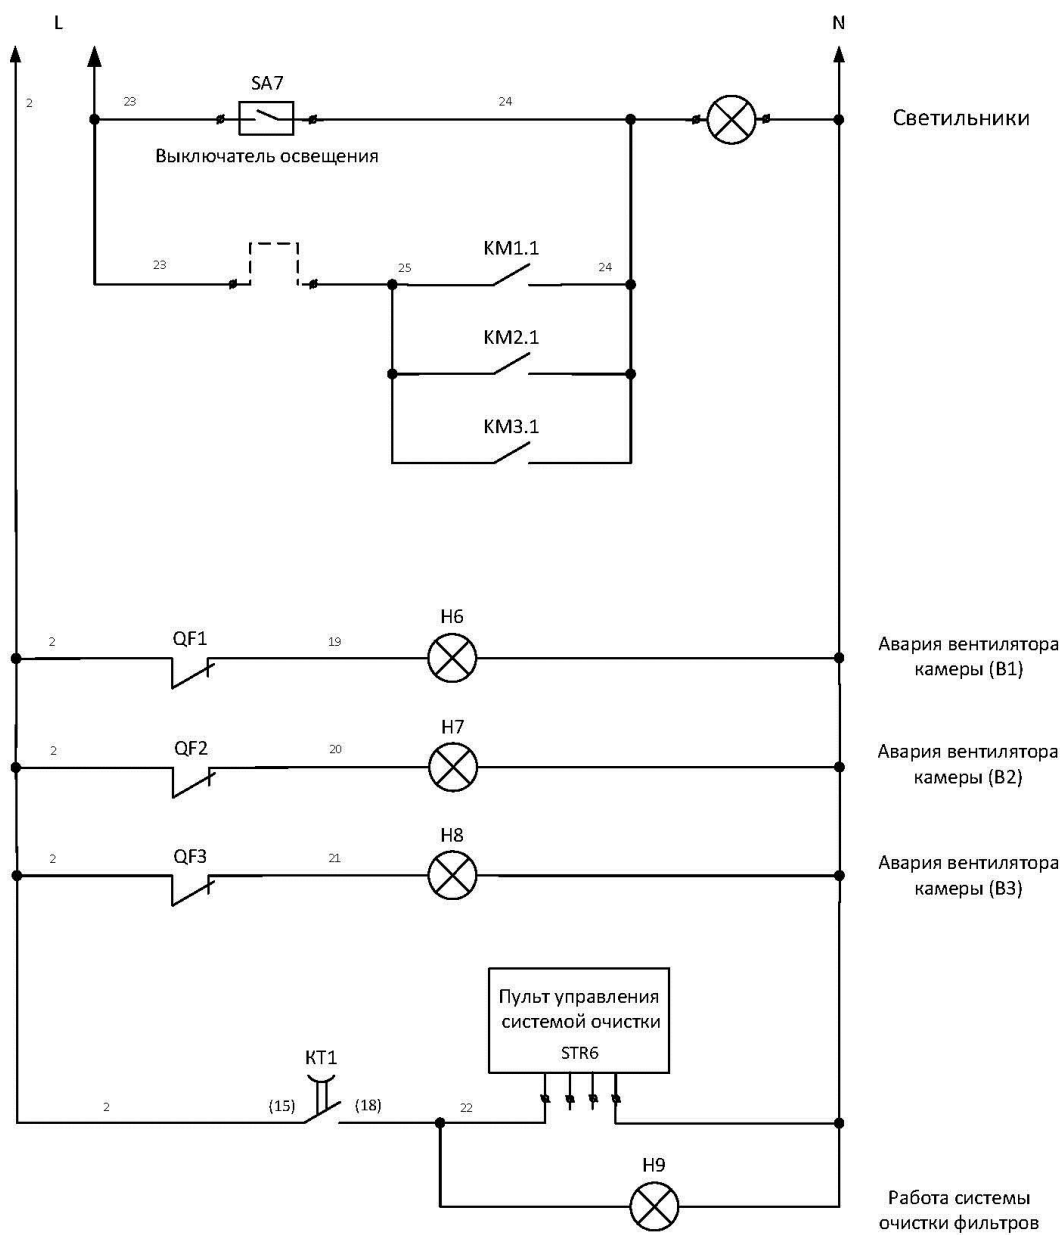 L
N
2
23
SA7
24
Светильники
Выключатель освещения
23
25
KM1.1
24
KM2.1
KM3.1
2
QF1
19
H6
Авария вентилятора
камеры (В1)
2
QF2
20
H7
Авария вентилятора
камеры (В2)
2
QF3
21
H8
Авария вентилятора
камеры (В3)
Пульт управления
системой очистки
STR6
КТ1
2
(15)
(18)
22
H9
Работа системы
очистки фильтров